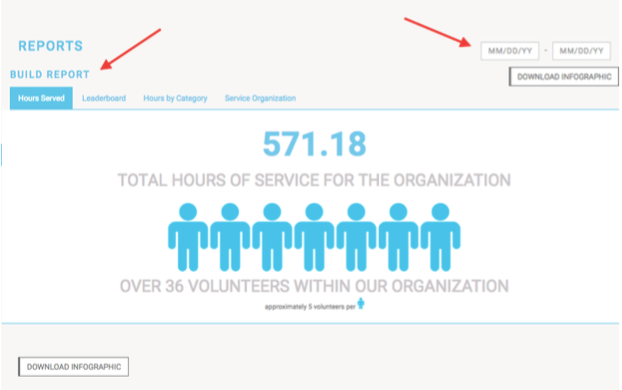 REPORTS
MM/DD/YY - MM/DD/YY
BUILD REPORT
DOWNLOAD INFOGRAPHIC
Hours Served Leaderboard Hours by Category Service Organization
571.18
TOTAL HOURS OF SERVICE FOR THE ORGANIZATION
OVER 36 VOLUNTEERS WITHIN OUR ORGANIZATION
approximately 5 volunteers per
DOWNLOAD INFOGRAPHIC